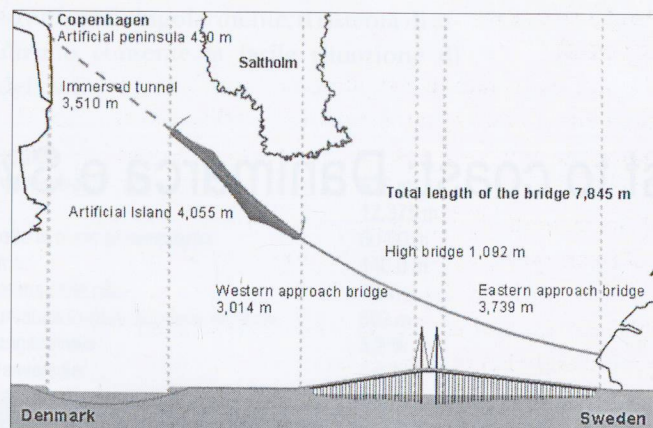 Copenhagen
Artificial peninsula 430 m
Saltholm
Immersed tunnel
3,510 m
Total length of the bridge 7,845 m
Artificial Island 4,055 m
High bridge 1,092 m
Western approach bridge
3,014 m
Eastern approach bridge
3,739 m
Denmark
Sweden